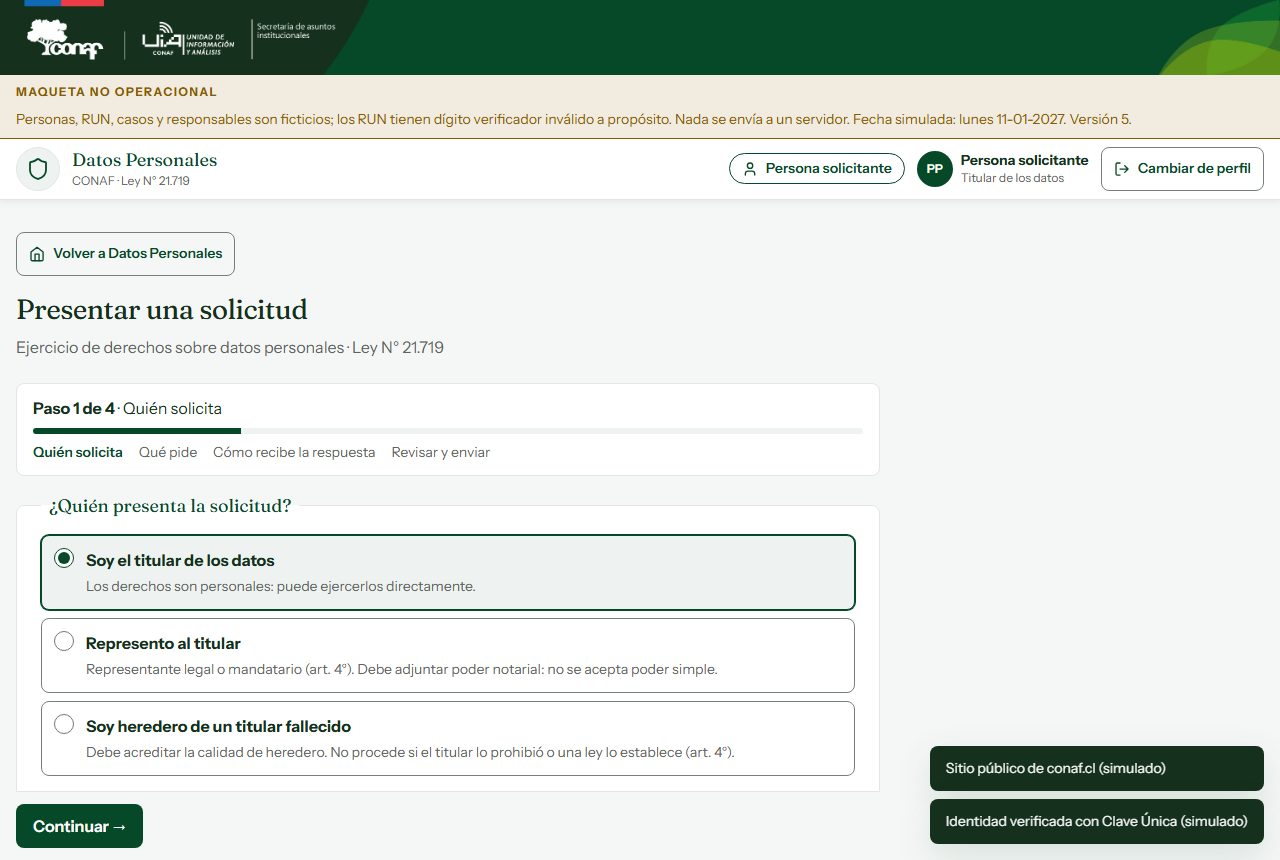 conaf
UiA
CONAF
UNIDAD DE
INFORMACIÓN
Y ANÁLISIS
Secretaría de asuntos
institucionales
MAQUETA NO OPERACIONAL
Personas, RUN, casos y responsables son ficticios; los RUN tienen dígito verificador inválido a propósito. Nada se envía a un servidor. Fecha simulada: lunes 11-01-2027. Versión 5.
Datos Personales
CONAF · Ley N° 21.719
Persona solicitante
PP
Persona solicitante
Titular de los datos
Cambiar de perfil
Volver a Datos Personales
Presentar una solicitud
Ejercicio de derechos sobre datos personales · Ley N° 21.719
Paso 1 de 4 · Quién solicita
Quién solicita Qué pide Cómo recibe la respuesta Revisar y enviar
¿Quién presenta la solicitud?
Soy el titular de los datos
Los derechos son personales: puede ejercerlos directamente.
Represento al titular
Representante legal o mandatario (art. 4°). Debe adjuntar poder notarial: no se acepta poder simple.
Soy heredero de un titular fallecido
Debe acreditar la calidad de heredero. No procede si el titular lo prohibió o una ley lo establece (art. 4°).
Continuar →
Sitio público de conaf.cl (simulado)
Identidad verificada con Clave Única (simulado)